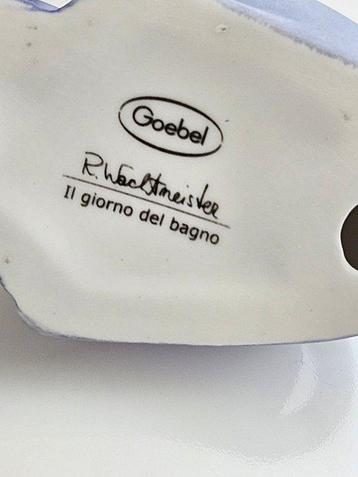 Goebel
R. Wachtmeister
Il giorno del bagno